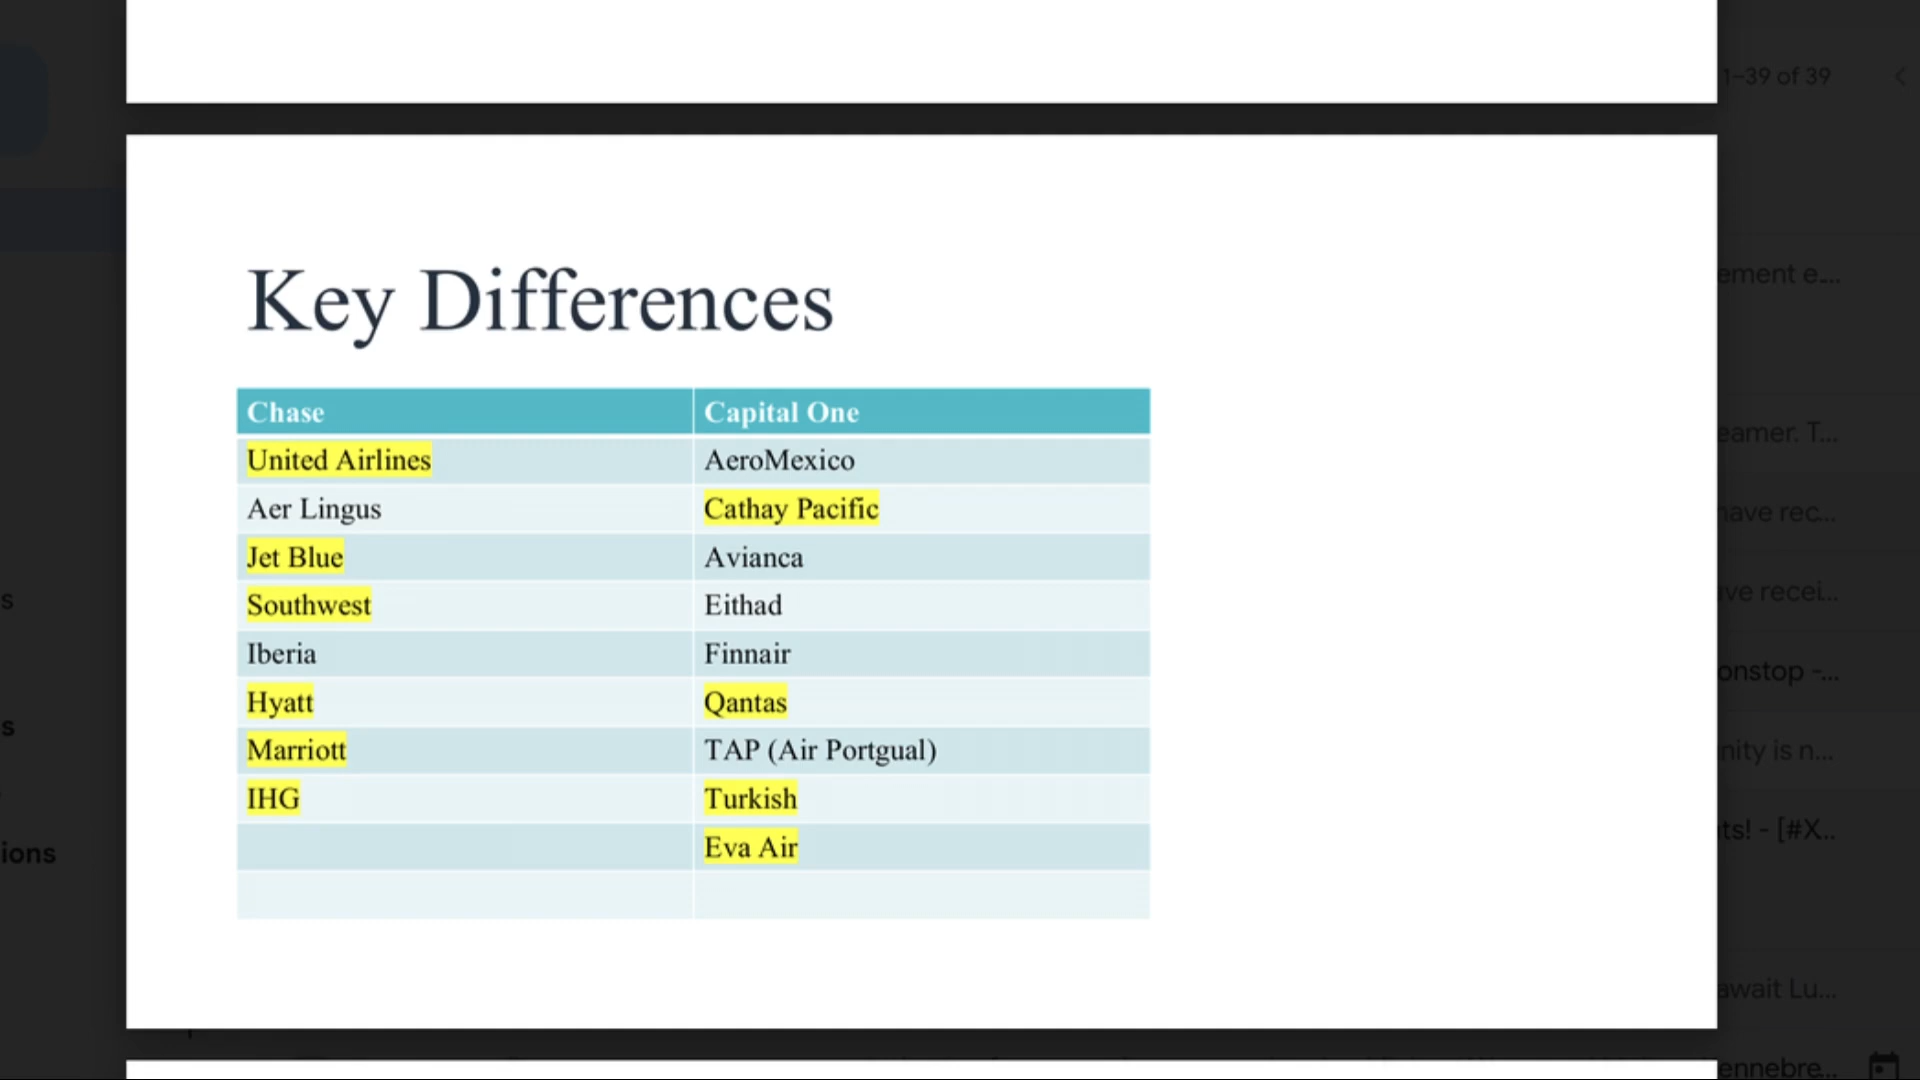 1–39 of 39
Key Differences
Chase Capital One
United Airlines AeroMexico
Aer Lingus Cathay Pacific
Jet Blue Avianca
Southwest Eithad
Iberia Finnair
Hyatt Qantas
Marriott TAP (Air Portgual)
IHG Turkish
Eva Air
ement e...
eamer. T...
have rec...
ive recei...
onstop -...
nity is n...
ts! - [#X..
await Lu...
ennebre...
s
s
ions